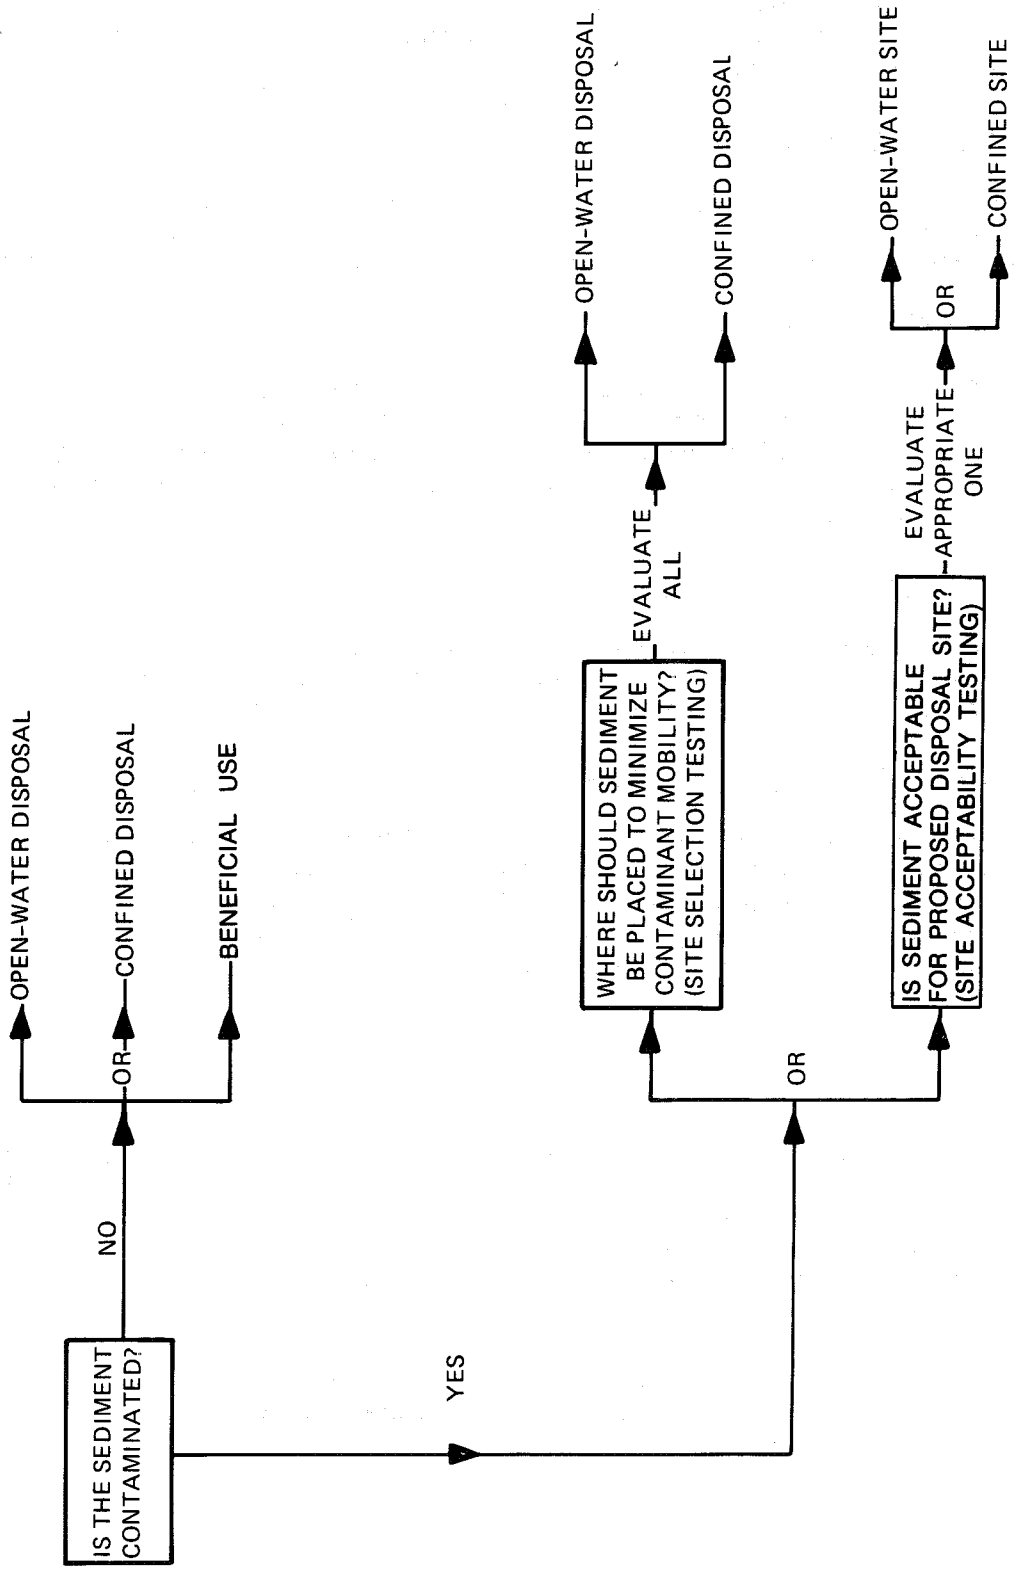 IS THE SEDIMENT
CONTAMINATED?
NO
OPEN-WATER DISPOSAL
OR
CONFINED DISPOSAL
BENEFICIAL USE
YES
OR
WHERE SHOULD SEDIMENT
BE PLACED TO MINIMIZE
CONTAMINANT MOBILITY?
(SITE SELECTION TESTING)
EVALUATE
ALL
OPEN-WATER DISPOSAL
CONFINED DISPOSAL
IS SEDIMENT ACCEPTABLE
FOR PROPOSED DISPOSAL SITE?
(SITE ACCEPTABILITY TESTING)
EVALUATE
APPROPRIATE
ONE
OPEN-WATER SITE
OR
CONFINED SITE